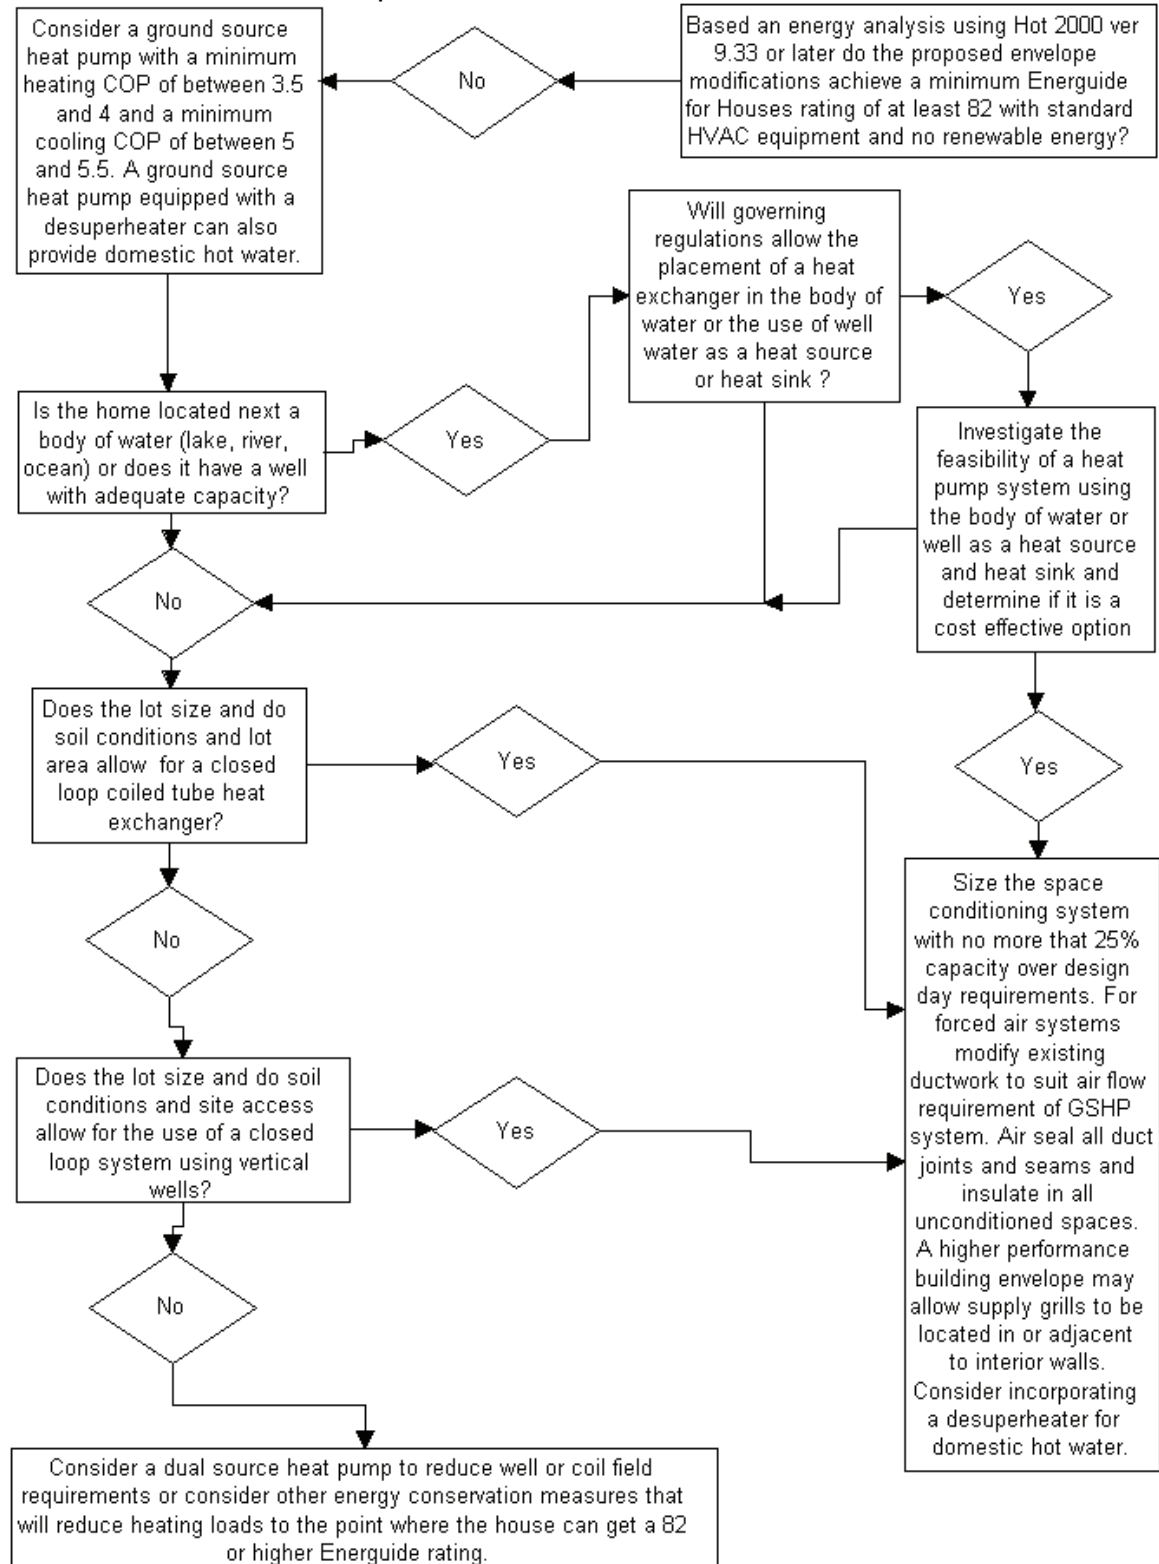 Consider a ground source
heat pump with a minimum
heating COP of between 3.5
and 4 and a minimum
cooling COP of between 5
and 5.5. A ground source
heat pump equipped with a
desuperheater can also
provide domestic hot water.
No
Based an energy analysis using Hot 2000 ver
9.33 or later do the proposed envelope
modifications achieve a minimum Energuide
for Houses rating of at least 82 with standard
HVAC equipment and no renewable energy?
Will governing
regulations allow the
placement of a heat
exchanger in the body of
water or the use of well
water as a heat source
or heat sink ?
Yes
Is the home located next a
body of water (lake, river,
ocean) or does it have a well
with adequate capacity?
Yes
Investigate the
feasibility of a heat
pump system using
the body of water or
well as a heat source
and heat sink and
determine if it is a
cost effective option
No
Does the lot size and do
soil conditions and lot
area allow for a closed
loop coiled tube heat
exchanger?
Yes
Yes
No
Size the space
conditioning system
with no more that 25%
capacity over design
day requirements. For
forced air systems
modify existing
ductwork to suit air flow
requirement of GSHP
system. Air seal all duct
joints and seams and
insulate in all
unconditioned spaces.
A higher performance
building envelope may
allow supply grills to be
located in or adjacent
to interior walls.
Consider incorporating
a desuperheater for
domestic hot water.
Does the lot size and do soil
conditions and site access
allow for the use of a closed
loop system using vertical
wells?
Yes
No
Consider a dual source heat pump to reduce well or coil field
requirements or consider other energy conservation measures that
will reduce heating loads to the point where the house can get a 82
or higher Energuide rating.